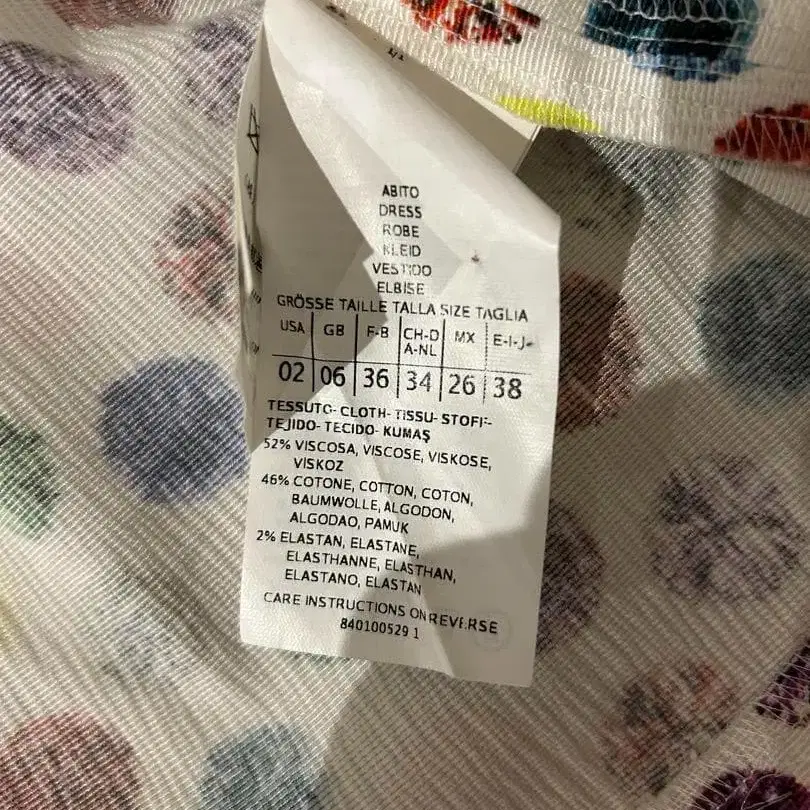 ABITO
DRESS
ROBE
KLEID
VESTIDO
ELBISE
GRÖSSE TAILLE TALLA SIZE TAGLIA
USA GB F-B CH-D A-NL MX E-I-J-
02 06 36 34 26 38
TESSUTO- CLOTH- TISSU- STOFF-
TEJIDO- TECIDO- KUMAŞ
52% VISCOSA, VISCOSE, VISKOSE,
VISKOZ
46% COTONE, COTTON, COTON,
BAUMWOLLE, ALGODON,
ALGODAO, PAMUK
2% ELASTAN, ELASTANE,
ELASTHANNE, ELASTHAN,
ELASTANO, ELASTAN
CARE INSTRUCTIONS ON REVERSE
840100529 1